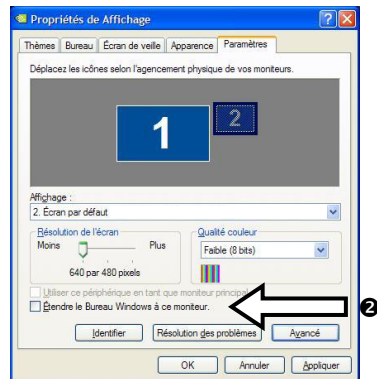 Propriétés de Affichage
Thèmes Bureau Écran de veille Apparence Paramètres
Déplacez les icônes selon l'agencement physique de vos moniteurs.
1 2
Affichage :
2. Écran par défaut
Résolution de l'écran Qualité couleur
Moins Plus Faible (8 bits)
640 par 480 pixels
Utiliser ce périphérique en tant que moniteur principal
Étendre le Bureau Windows à ce moniteur. ❷
Identifier Résolution des problèmes Avancé
OK Annuler Appliquer